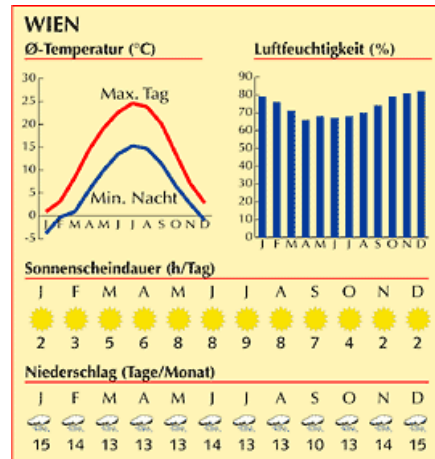 WIEN
Ø-Temperatur (°C)
30
25
20
15
10
5
0
-5
Max. Tag
Min. Nacht
J F M A M J J A S O N D
Luftfeuchtigkeit (%)
90
80
70
60
50
40
30
20
10
0
J F M A M J J A S O N D
Sonnenscheindauer (h/Tag)
J F M A M J J A S O N D
2 3 5 6 8 8 9 8 7 4 2 2
Niederschlag (Tage/Monat)
J F M A M J J A S O N D
15 14 13 13 13 14 13 13 10 13 14 15